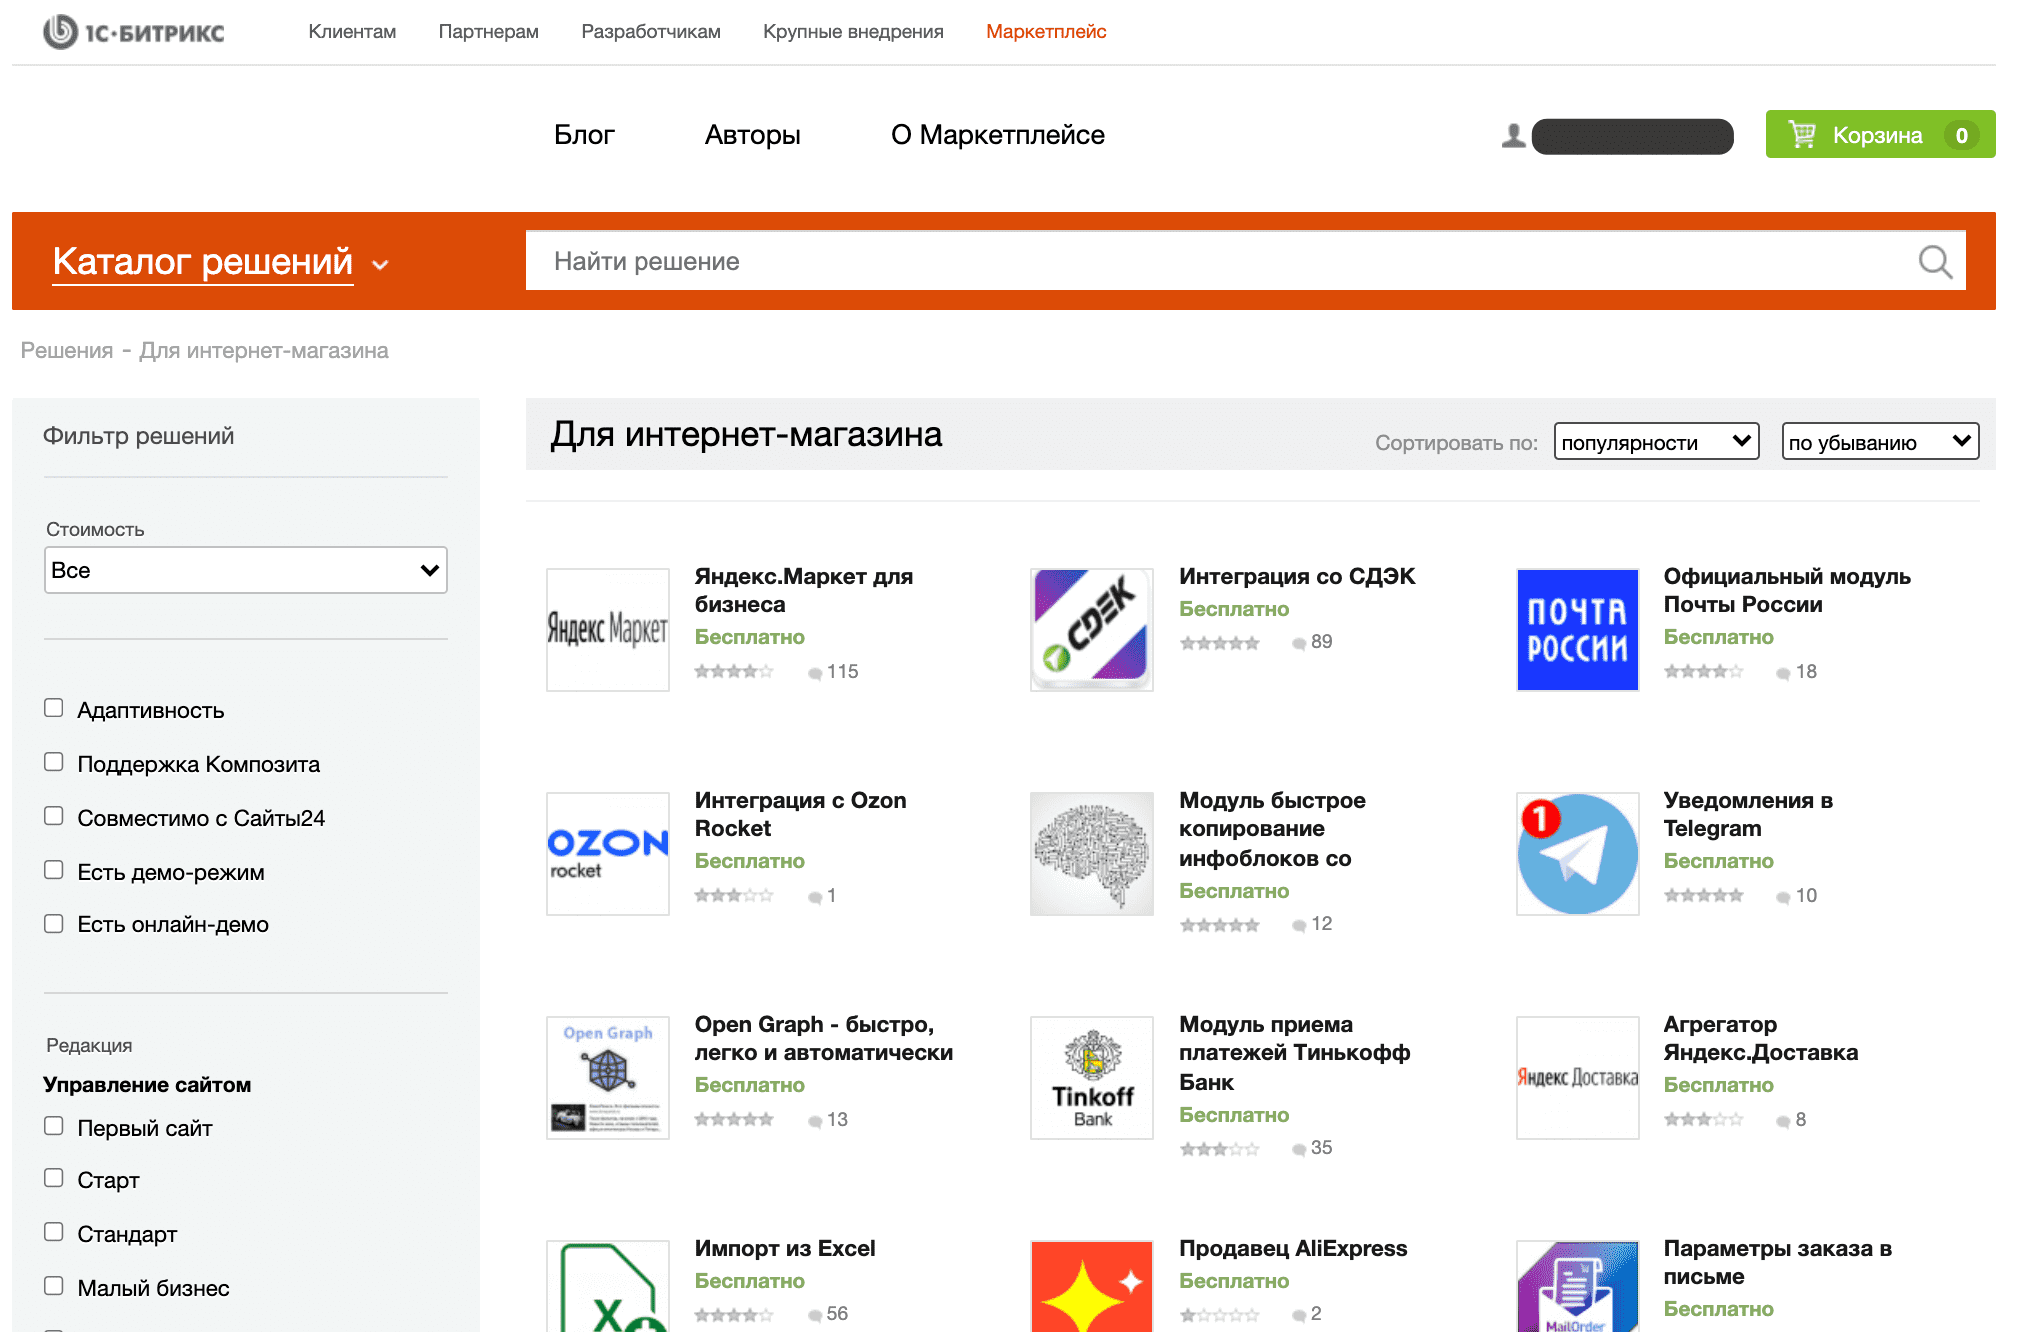 1С·БИТРИКС
Клиентам
Партнерам
Разработчикам
Крупные внедрения
Маркетплейс
Блог
Авторы
О Маркетплейсе
Корзина 0
Каталог решений
Найти решение
Решения - Для интернет-магазина
Фильтр решений
Стоимость
Все
Адаптивность
Поддержка Композита
Совместимо с Сайты24
Есть демо-режим
Есть онлайн-демо
Редакция
Управление сайтом
Первый сайт
Старт
Стандарт
Малый бизнес
Для интернет-магазина
Сортировать по:
популярности
по убыванию
Яндекс Маркет
Яндекс.Маркет для
бизнеса
Бесплатно
115
CDEK
Интеграция со СДЭК
Бесплатно
89
ПОЧТА
РОССИИ
Официальный модуль
Почты России
Бесплатно
18
OZON
rocket
Интеграция с Ozon
Rocket
Бесплатно
1
Модуль быстрое
копирование
инфоблоков со
Бесплатно
12
1
Уведомления в
Telegram
Бесплатно
10
Open Graph
Open Graph - быстро,
легко и автоматически
Бесплатно
13
Tinkoff
Bank
Модуль приема
платежей Тинькофф
Банк
Бесплатно
35
Яндекс Доставка
Агрегатор
Яндекс.Доставка
Бесплатно
8
X
Импорт из Excel
Бесплатно
56
Продавец AliExpress
Бесплатно
2
MailOrder
Параметры заказа в
письме
Бесплатно